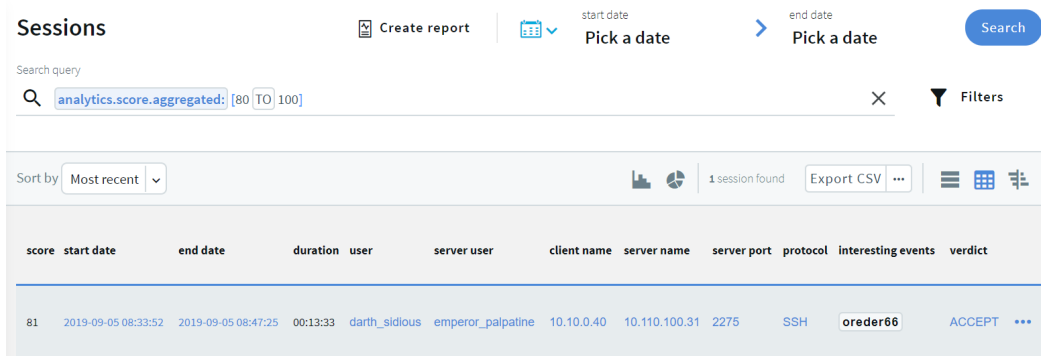 Sessions
Create report
start date
Pick a date
end date
Pick a date
Search
Search query
analytics.score.aggregated: [80 TO 100]
Filters
Sort by Most recent
1 session found
Export CSV
score start date end date duration user server user client name server name server port protocol interesting events verdict
81 2019-09-05 08:33:52 2019-09-05 08:47:25 00:13:33 darth_sidious emperor_palpatine 10.10.0.40 10.110.100.31 2275 SSH oreder66 ACCEPT